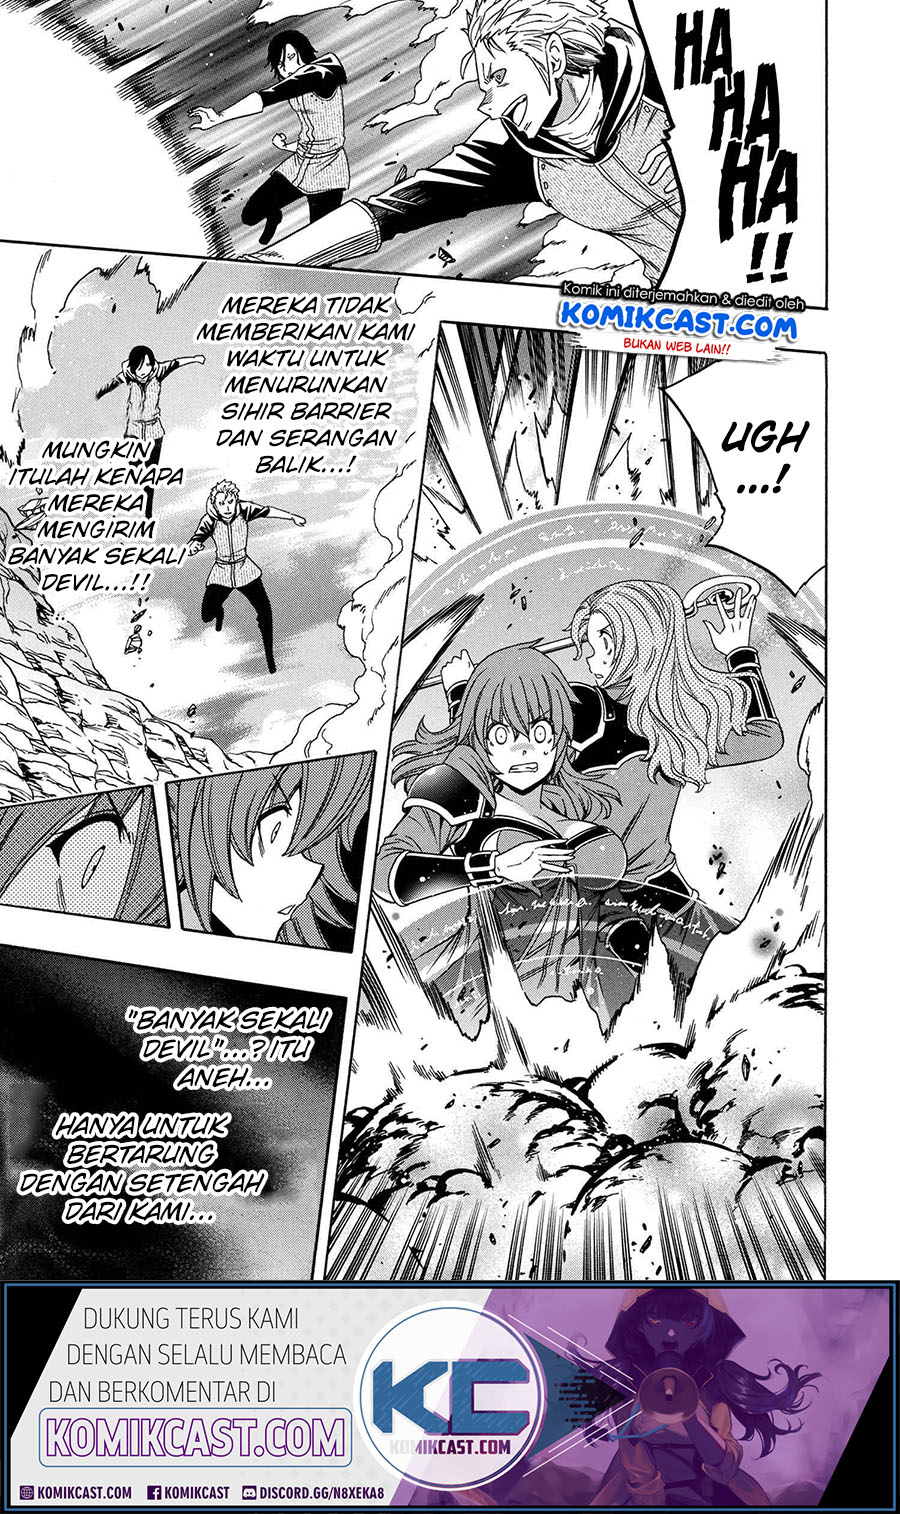 HA
HA
HA
HA
!!
Komik ini diterjemahkan & diedit oleh
KOMIKCAST.COM
BUKAN WEB LAIN!!
UGH
...!
MEREKA TIDAK
MEMBERIKAN KAMI
WAKTU UNTUK
MENURUNKAN
SIHIR BARRIER
DAN SERANGAN
BALIK...!
MUNGKIN
ITULAH KENAPA
MEREKA
MENGIRIM
BANYAK SEKALI
DEVIL...!!
"BANYAK SEKALI
DEVIL"...? ITU
ANEH...
HANYA UNTUK
BERTARUNG
DENGAN SETENGAH
DARI KAMI...
DUKUNG TERUS KAMI
DENGAN SELALU MEMBACA
DAN BERKOMENTAR DI
KOMIKCAST.COM
KC
KOMIKCAST.COM
KOMIKCAST.COM
KOMIKCAST
DISCORD.GG/N8XEKA8